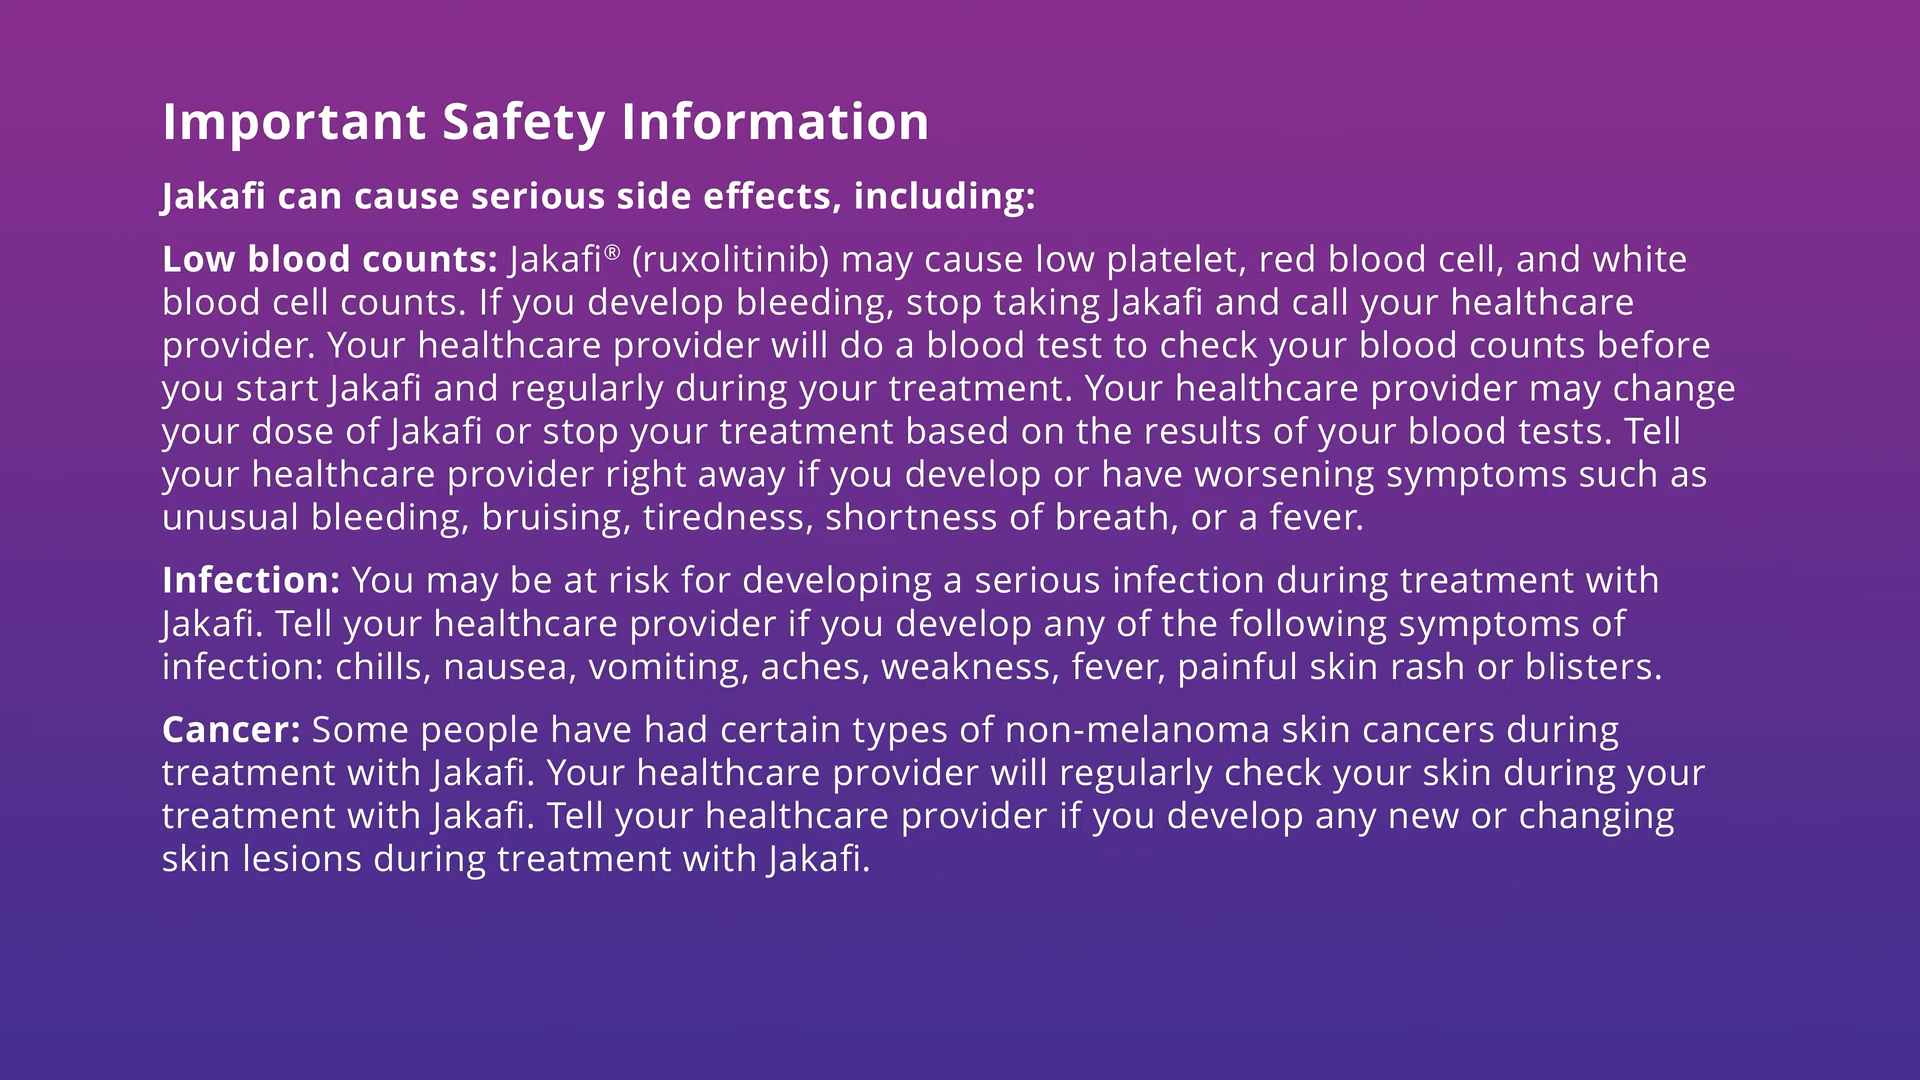 Important Safety Information
Jakafi can cause serious side effects, including:
Low blood counts: Jakafi® (ruxolitinib) may cause low platelet, red blood cell, and white
blood cell counts. If you develop bleeding, stop taking Jakafi and call your healthcare
provider. Your healthcare provider will do a blood test to check your blood counts before
you start Jakafi and regularly during your treatment. Your healthcare provider may change
your dose of Jakafi or stop your treatment based on the results of your blood tests. Tell
your healthcare provider right away if you develop or have worsening symptoms such as
unusual bleeding, bruising, tiredness, shortness of breath, or a fever.
Infection: You may be at risk for developing a serious infection during treatment with
Jakafi. Tell your healthcare provider if you develop any of the following symptoms of
infection: chills, nausea, vomiting, aches, weakness, fever, painful skin rash or blisters.
Cancer: Some people have had certain types of non-melanoma skin cancers during
treatment with Jakafi. Your healthcare provider will regularly check your skin during your
treatment with Jakafi. Tell your healthcare provider if you develop any new or changing
skin lesions during treatment with Jakafi.